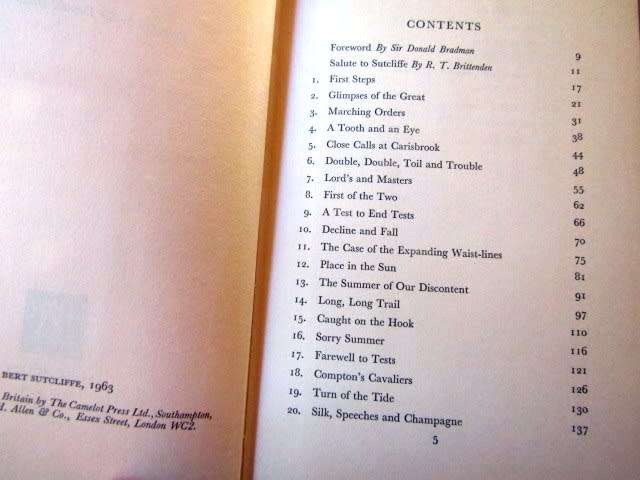 BERT SUTCLIFFE, 1963
Britain by The Camelot Press Ltd., Southampton,
Allen & Co., Essex Street, London WC2.
CONTENTS
Foreword By Sir Donald Bradman 9
Salute to Sutcliffe By R. T. Brittenden 11
1. First Steps 17
2. Glimpses of the Great 21
3. Marching Orders 31
4. A Tooth and an Eye 38
5. Close Calls at Carisbrook 44
6. Double, Double, Toil and Trouble 48
7. Lord's and Masters 55
8. First of the Two 62
9. A Test to End Tests 66
10. Decline and Fall 70
11. The Case of the Expanding Waist-lines 75
12. Place in the Sun 81
13. The Summer of Our Discontent 91
14. Long, Long Trail 97
15. Caught on the Hook 110
16. Sorry Summer 116
17. Farewell to Tests 121
18. Compton's Cavaliers 126
19. Turn of the Tide 130
20. Silk, Speeches and Champagne 137
5